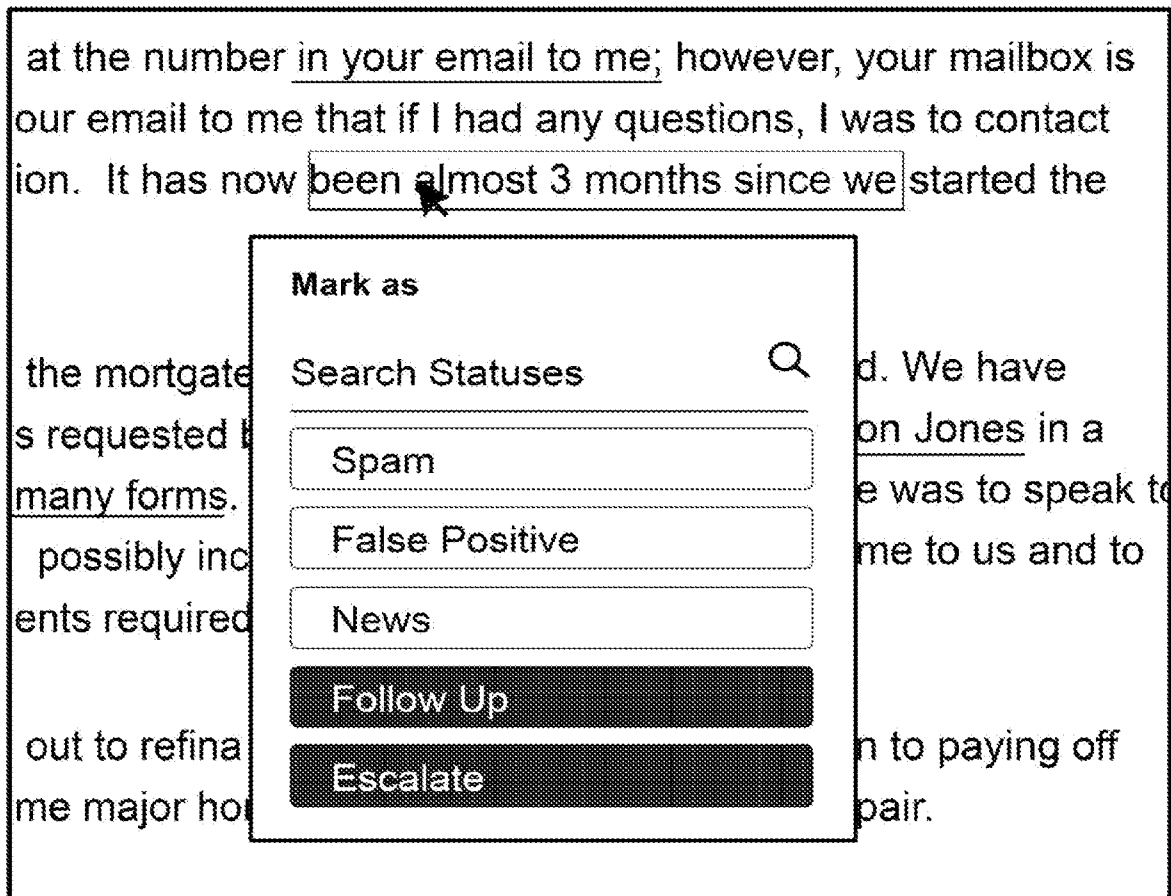 at the number in your email to me; however, your mailbox is
our email to me that if I had any questions, I was to contact
ion. It has now been almost 3 months since we started the
Mark as
Search Statuses
Spam
False Positive
News
Follow Up
Escalate
the mortgate d. We have
s requested on Jones in a
many forms. e was to speak to
possibly inc me to us and to
ents required
out to refina n to paying off
me major hor pair.